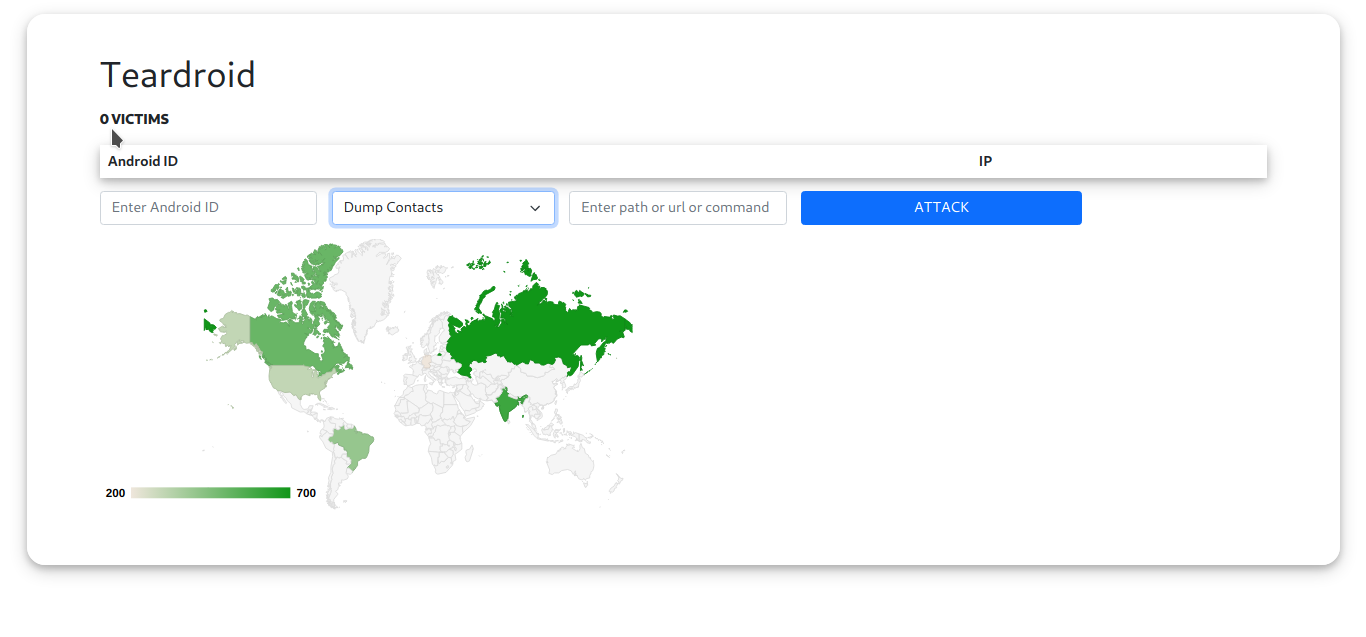 Teardroid
0 VICTIMS
Android ID IP
Enter Android ID Dump Contacts Enter path or url or command ATTACK
200 700